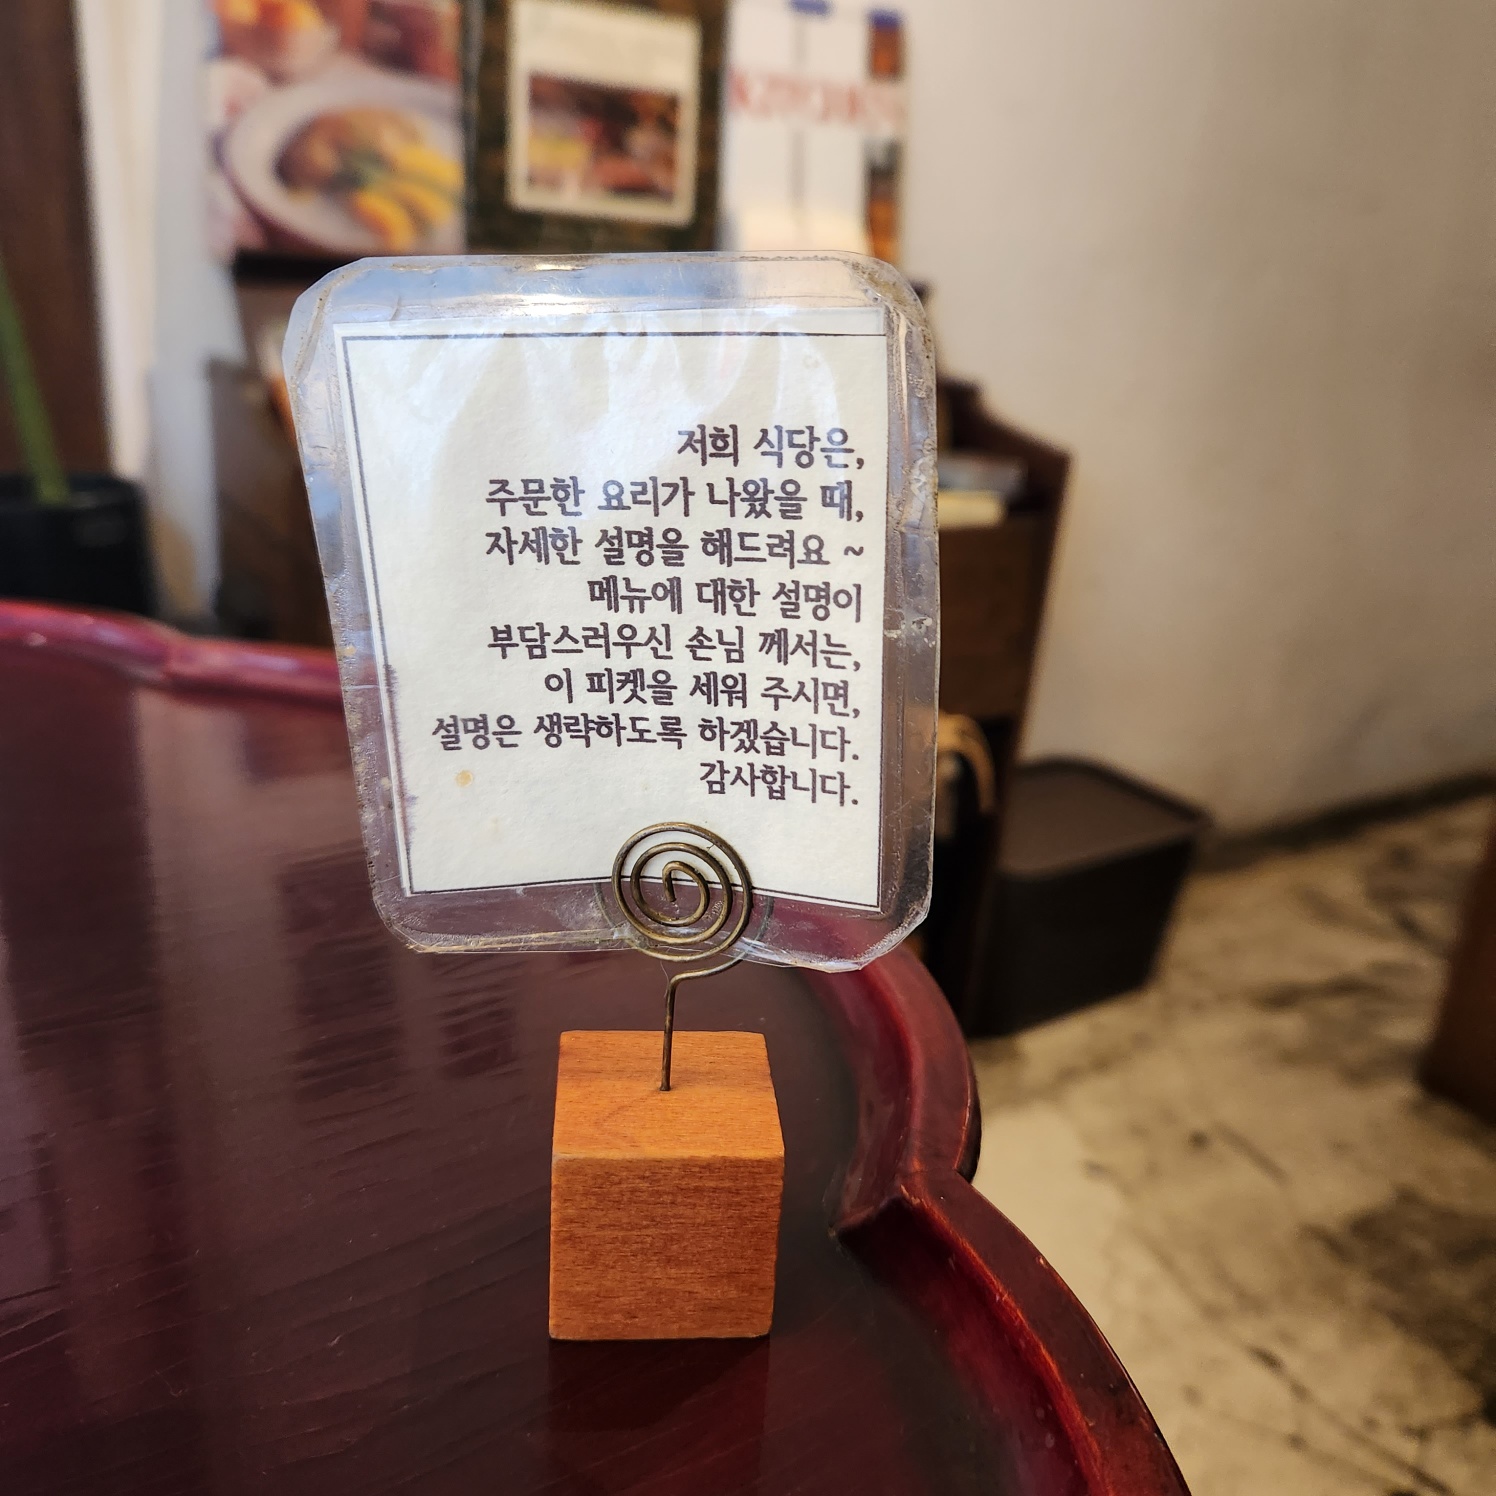 저희 식당은,
주문한 요리가 나왔을 때,
자세한 설명을 해드려요 ~
메뉴에 대한 설명이
부담스러우신 손님 께서는,
이 피켓을 세워 주시면,
설명은 생략하도록 하겠습니다.
감사합니다.